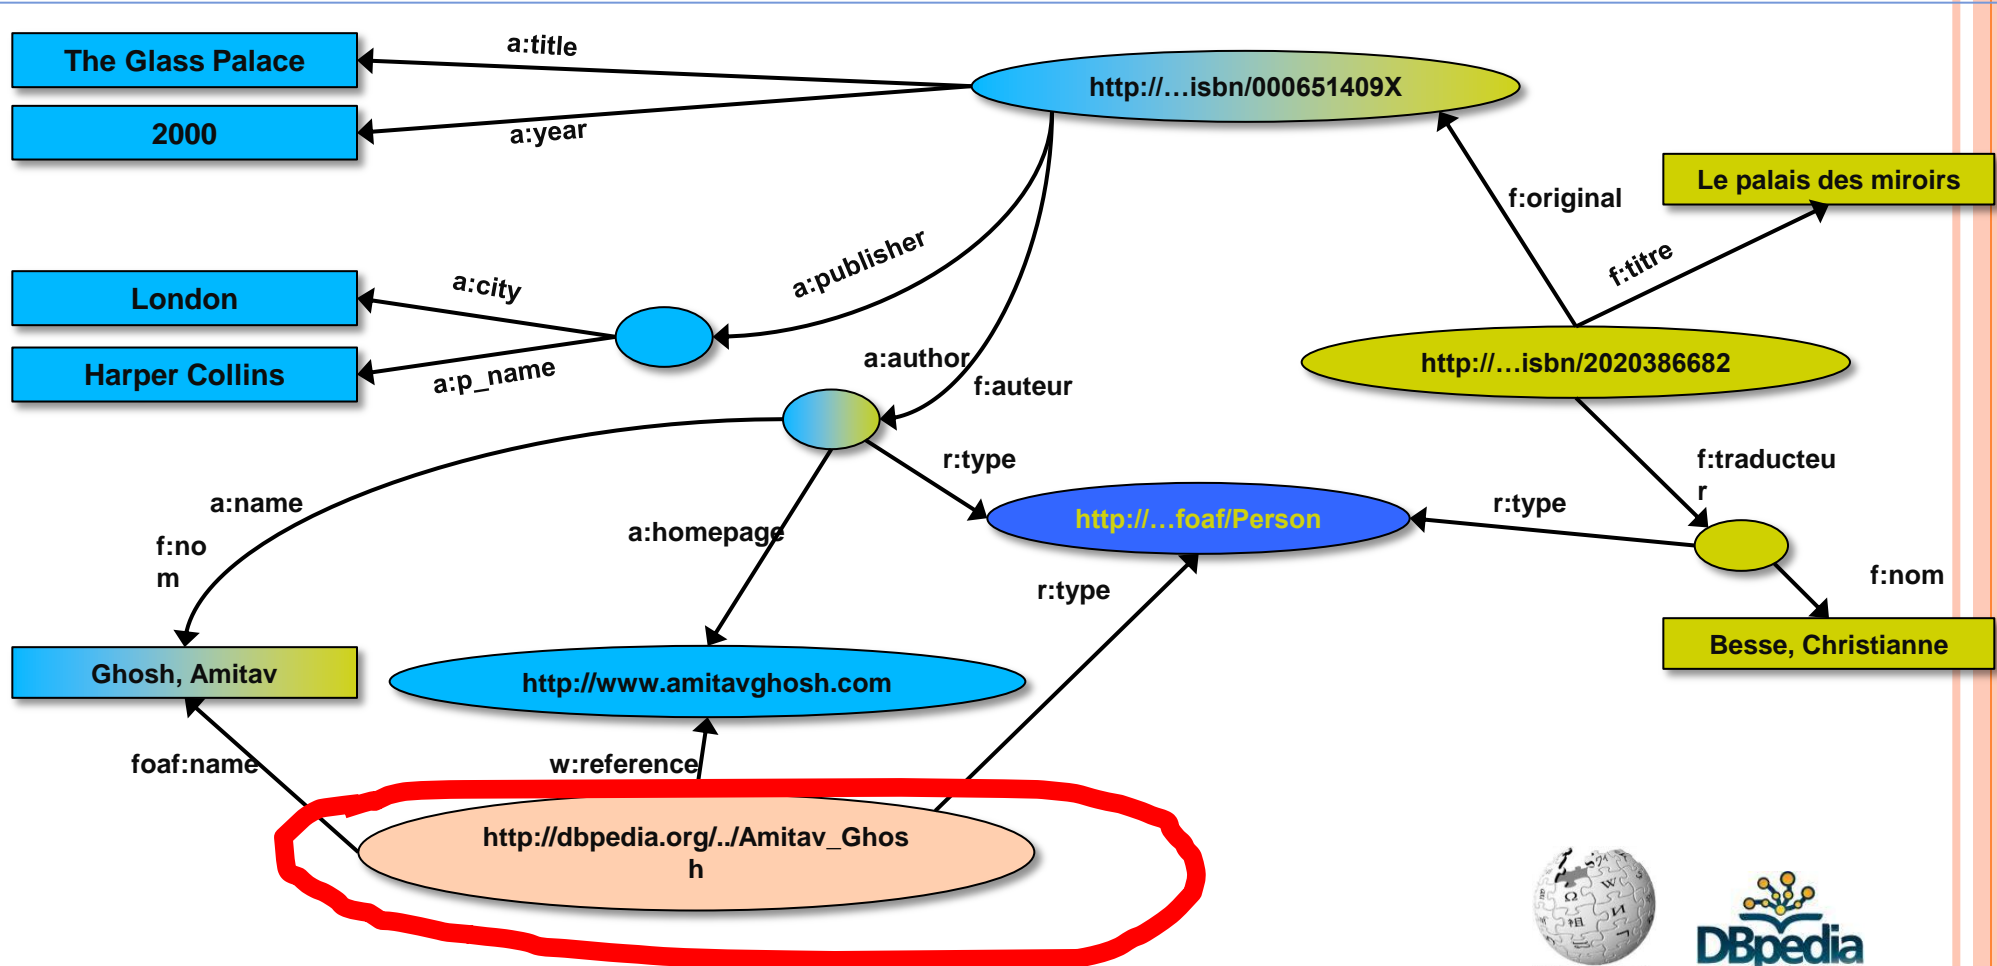 a:title
The Glass Palace
http://…isbn/000651409X
2000
a:year
Le palais des miroirs
f:original
a:publisher
f:titre
a:city
London
a:author
http://…isbn/2020386682
Harper Collins
a:p_name
f:auteur
r:type
f:traducteu
r
a:name
r:type
http://…foaf/Person
a:homepage
f:no
m
r:type
f:nom
Besse, Christianne
Ghosh, Amitav
http://www.amitavghosh.com
foaf:name
w:reference
http://dbpedia.org/../Amitav_Ghos
h
DBpedia